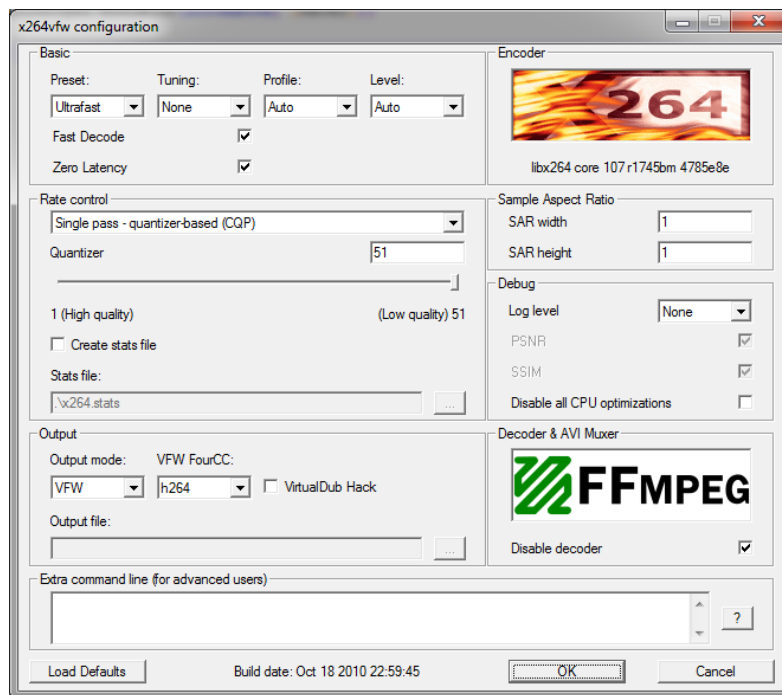 x264vfw configuration
Basic
Preset:
Tuning:
Profile:
Level:
Ultrafast
None
Auto
Auto
Fast Decode
Zero Latency
Encoder
264
libx264 core 107 r1745bm 4785e8e
Rate control
Single pass - quantizer-based (CQP)
Quantizer
51
1 (High quality)
(Low quality) 51
Create stats file
Stats file:
.\x264.stats
...
Sample Aspect Ratio
SAR width
1
SAR height
1
Debug
Log level
None
PSNR
SSIM
Disable all CPU optimizations
Output
Output mode:
VFW FourCC:
VFW
h264
VirtualDub Hack
Output file:
...
Decoder & AVI Muxer
FFMPEG
Disable decoder
Extra command line (for advanced users)
?
Load Defaults
Build date: Oct 18 2010 22:59:45
OK
Cancel